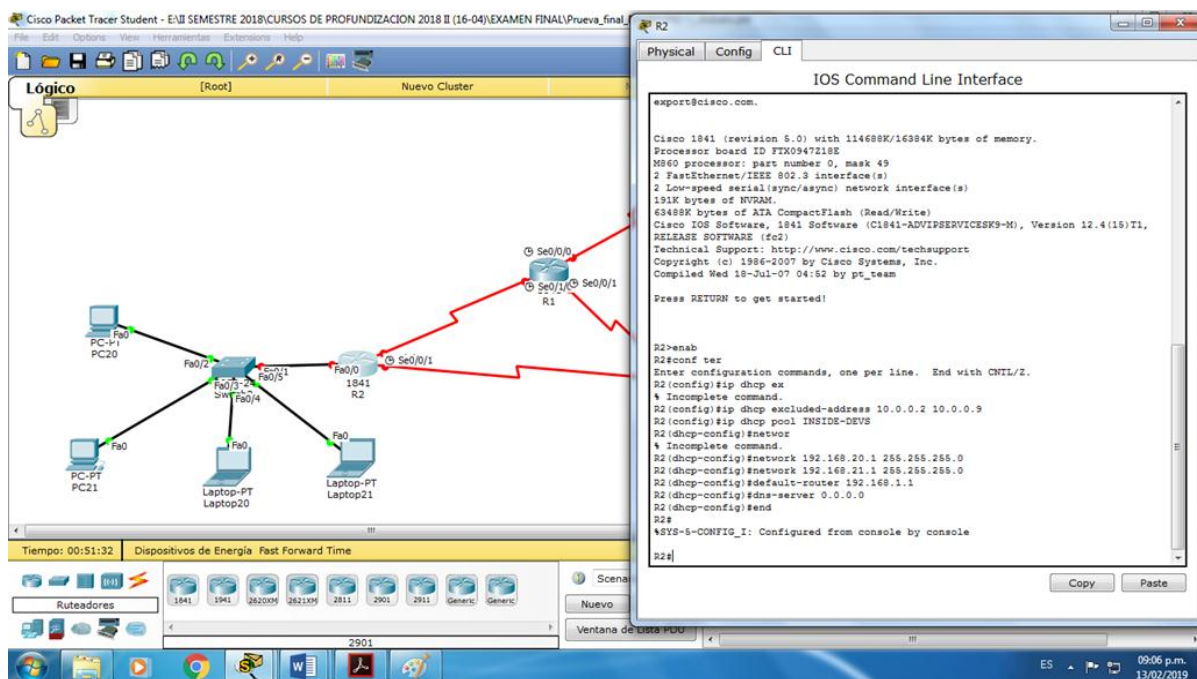 Cisco Packet Tracer Student - E:\II SEMESTRE 2018\CURSOS DE PROFUNDIZACION 2018 II (16-04)\EXAMEN FINAL\Prueva_final_
File Edit Options View Herramientas Extensions Help
Lógico
[Root]
Nuevo Cluster
Se0/0/0
Se0/1/0
Se0/0/1
R1
Fa0
PC-PT
PC20
Fa0/2
Fa0/1
Fa0/5
Fa0/3
Fa0/4
Fa0/0
Se0/0/1
1841
R2
Fa0
PC-PT
PC21
Fa0
Laptop-PT
Laptop20
Fa0
Laptop-PT
Laptop21
Tiempo: 00:51:32
Dispositivos de Energía Fast Forward Time
Ruteadores
1841
1941
2620XM
2621XM
2811
2901
2911
Generic
Generic
2901
Scena
Nuevo
Ventana de Lista PDU
R2
Physical
Config
CLI
IOS Command Line Interface
export@cisco.com.
Cisco 1841 (revision 5.0) with 114688K/16384K bytes of memory.
Processor board ID FTX0947Z18E
M860 processor: part number 0, mask 49
2 FastEthernet/IEEE 802.3 interface(s)
2 Low-speed serial(sync/async) network interface(s)
191K bytes of NVRAM.
63488K bytes of ATA CompactFlash (Read/Write)
Cisco IOS Software, 1841 Software (C1841-ADVIPSERVICESK9-M), Version 12.4(15)T1,
RELEASE SOFTWARE (fc2)
Technical Support: http://www.cisco.com/techsupport
Copyright (c) 1986-2007 by Cisco Systems, Inc.
Compiled Wed 18-Jul-07 04:52 by pt_team
Press RETURN to get started!
R2>enab
R2#conf ter
Enter configuration commands, one per line. End with CNTL/Z.
R2(config)#ip dhcp ex
% Incomplete command.
R2(config)#ip dhcp excluded-address 10.0.0.2 10.0.0.9
R2(config)#ip dhcp pool INSIDE-DEVS
R2(dhcp-config)#networ
% Incomplete command.
R2(dhcp-config)#network 192.168.20.1 255.255.255.0
R2(dhcp-config)#network 192.168.21.1 255.255.255.0
R2(dhcp-config)#default-router 192.168.1.1
R2(dhcp-config)#dns-server 0.0.0.0
R2(dhcp-config)#end
R2#
%SYS-5-CONFIG_I: Configured from console by console
R2#
Copy
Paste
ES
09:06 p.m.
13/02/2019